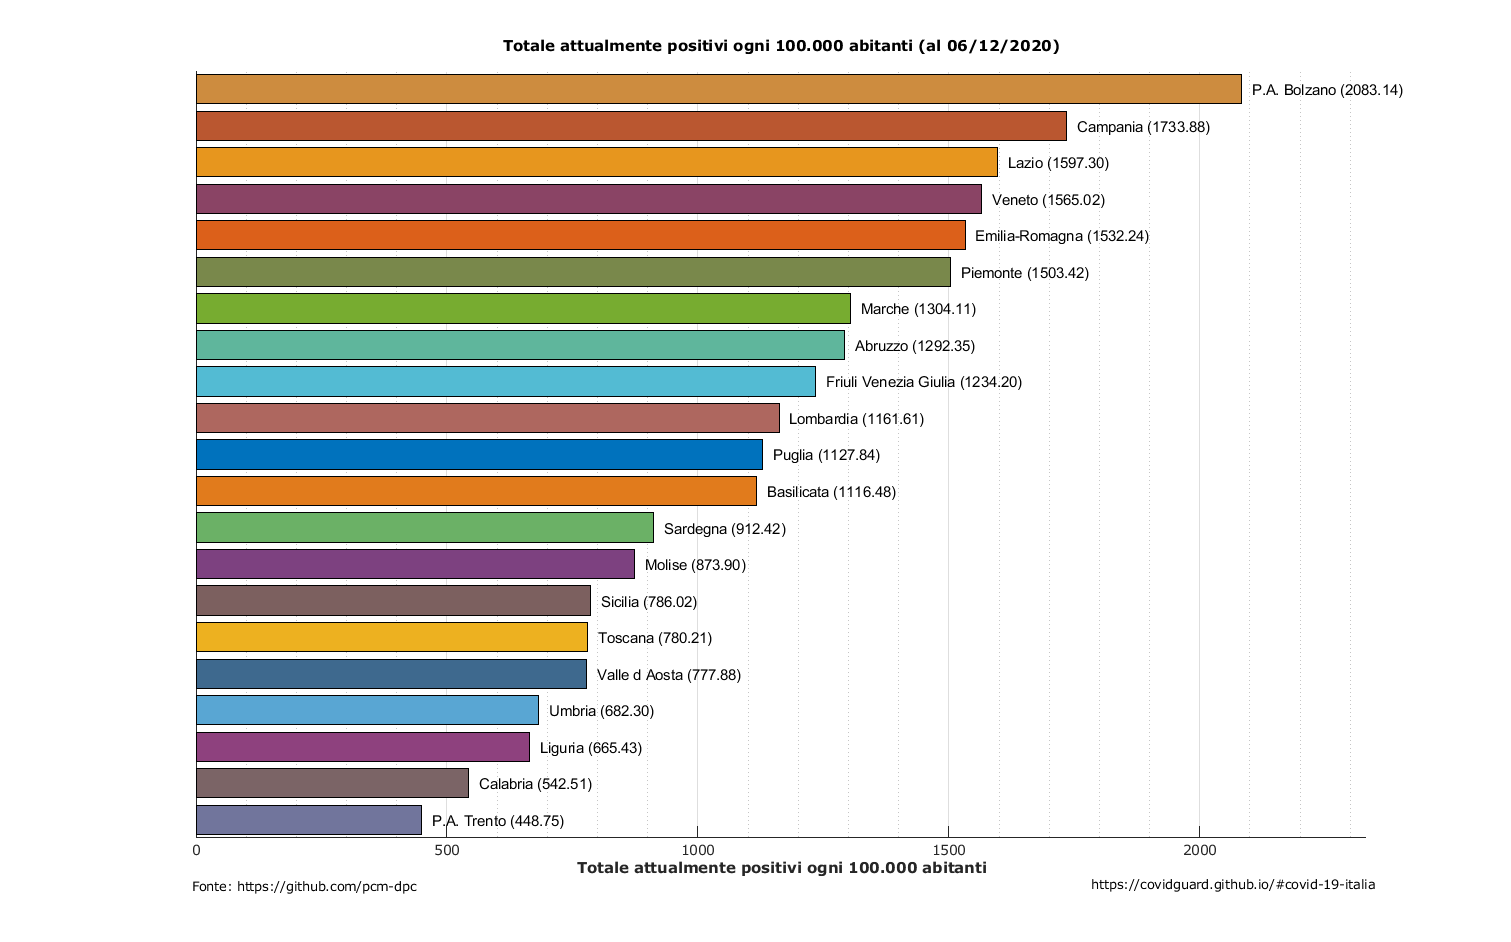 Totale attualmente positivi ogni 100.000 abitanti (al 06/12/2020)
P.A. Bolzano (2083.14)
Campania (1733.88)
Lazio (1597.30)
Veneto (1565.02)
Emilia-Romagna (1532.24)
Piemonte (1503.42)
Marche (1304.11)
Abruzzo (1292.35)
Friuli Venezia Giulia (1234.20)
Lombardia (1161.61)
Puglia (1127.84)
Basilicata (1116.48)
Sardegna (912.42)
Molise (873.90)
Sicilia (786.02)
Toscana (780.21)
Valle d Aosta (777.88)
Umbria (682.30)
Liguria (665.43)
Calabria (542.51)
P.A. Trento (448.75)
0 500 1000 1500 2000
Totale attualmente positivi ogni 100.000 abitanti
Fonte: https://github.com/pcm-dpc
https://covidguard.github.io/#covid-19-italia